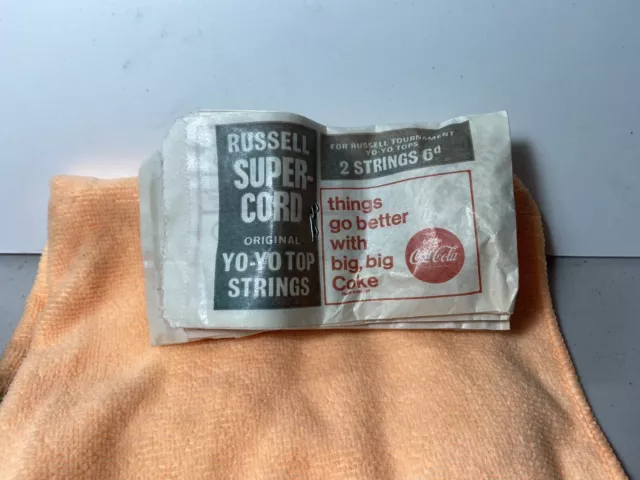 RUSSELL
SUPER-
CORD
ORIGINAL
YO-YO TOP
STRINGS
FOR RUSSELL TOURNAMENT
YO-YO TOPS
2 STRINGS 6d
things
go better
with
big, big
Coke
Coca-Cola